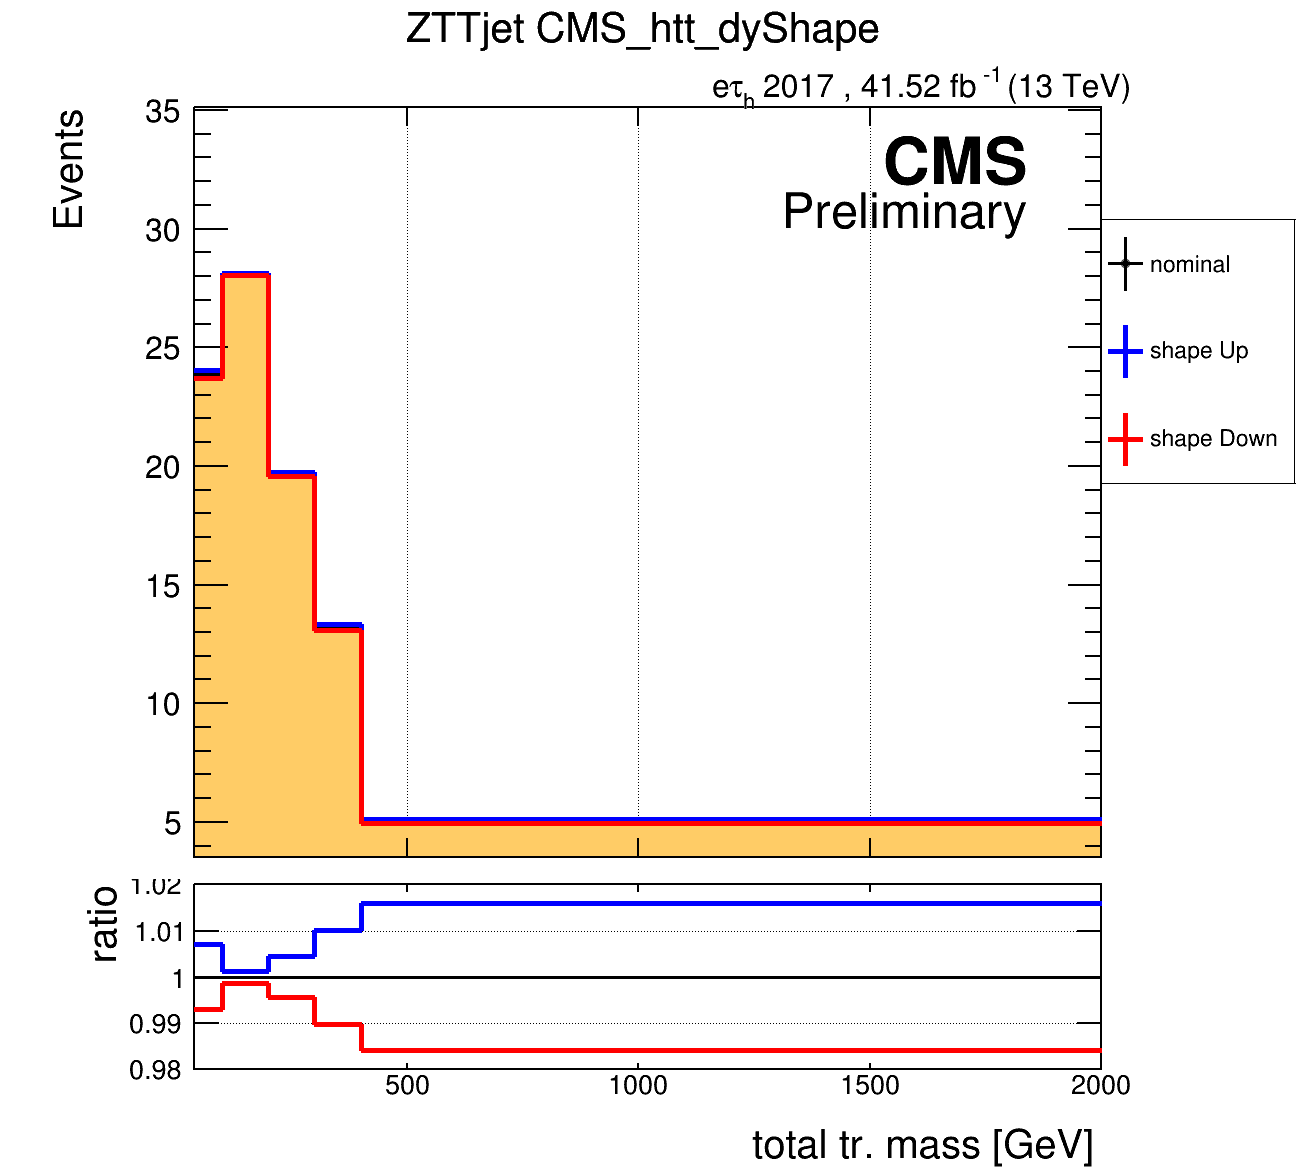 ZTTjet CMS_htt_dyShape
eτh 2017 , 41.52 fb -1 (13 TeV)
Events
35
30
25
20
15
10
5
CMS
Preliminary
nominal
shape Up
shape Down
ratio
1.02
1.01
1
0.99
0.98
500
1000
1500
2000
total tr. mass [GeV]